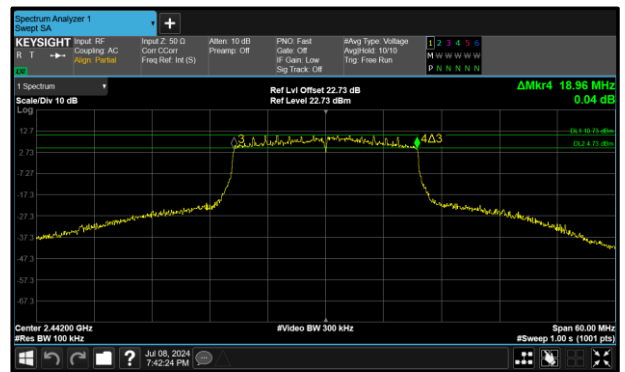 Spectrum Analyzer 1
Swept SA
+
KEYSIGHT
R T
Input: RF
Coupling: AC
Align: Partial
Input Z: 50 Ω
Corr CCorr
Freq Ref: Int (S)
Atten: 10 dB
Preamp: Off
PNO: Fast
Gate: Off
IF Gain: Low
Sig Track: Off
#Avg Type: Voltage
Avg|Hold: 10/10
Trig: Free Run
1 2 3 4 5 6
M W W W W W
P N N N N N
1 Spectrum
Scale/Div 10 dB
Log
Ref Lvl Offset 22.73 dB
Ref Level 22.73 dBm
ΔMkr4 18.96 MHz
0.04 dB
12.7
2.73
-7.27
-17.3
-27.3
-37.3
-47.3
-57.3
-67.3
3
4Δ3
DL1 10.73 dBm
DL2 4.73 dBm
Center 2.44200 GHz
#Res BW 100 kHz
#Video BW 300 kHz
Span 60.00 MHz
#Sweep 1.00 s (1001 pts)
?
Jul 08, 2024
7:42:24 PM